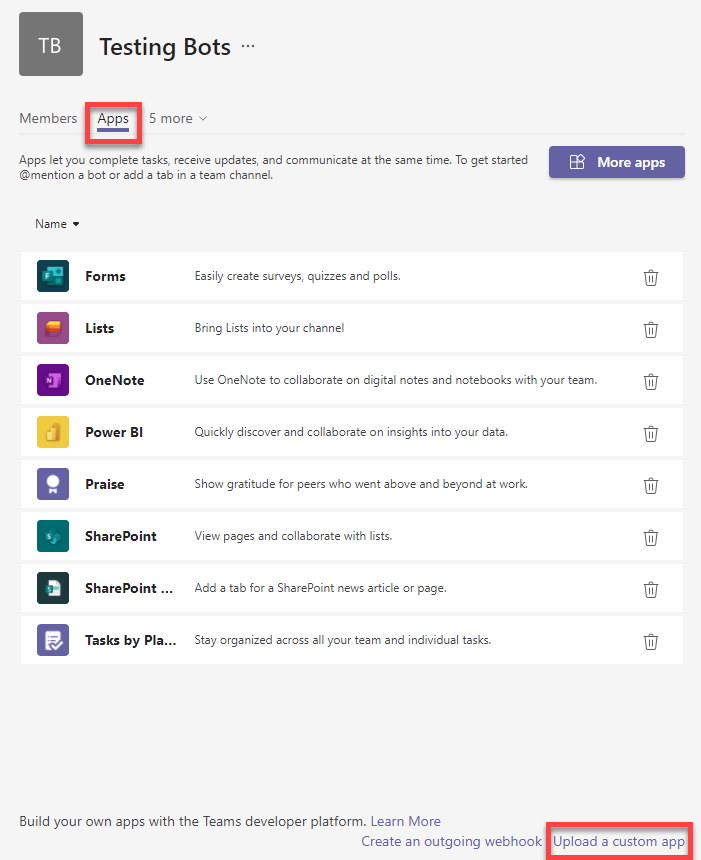 TB
Testing Bots ...
Members Apps 5 more
Apps let you complete tasks, receive updates, and communicate at the same time. To get started
@mention a bot or add a tab in a team channel.
More apps
Name
Forms Easily create surveys, quizzes and polls.
Lists Bring Lists into your channel
OneNote Use OneNote to collaborate on digital notes and notebooks with your team.
Power BI Quickly discover and collaborate on insights into your data.
Praise Show gratitude for peers who went above and beyond at work.
SharePoint View pages and collaborate with lists.
SharePoint ... Add a tab for a SharePoint news article or page.
Tasks by Pla... Stay organized across all your team and individual tasks.
Build your own apps with the Teams developer platform. Learn More
Create an outgoing webhook Upload a custom app